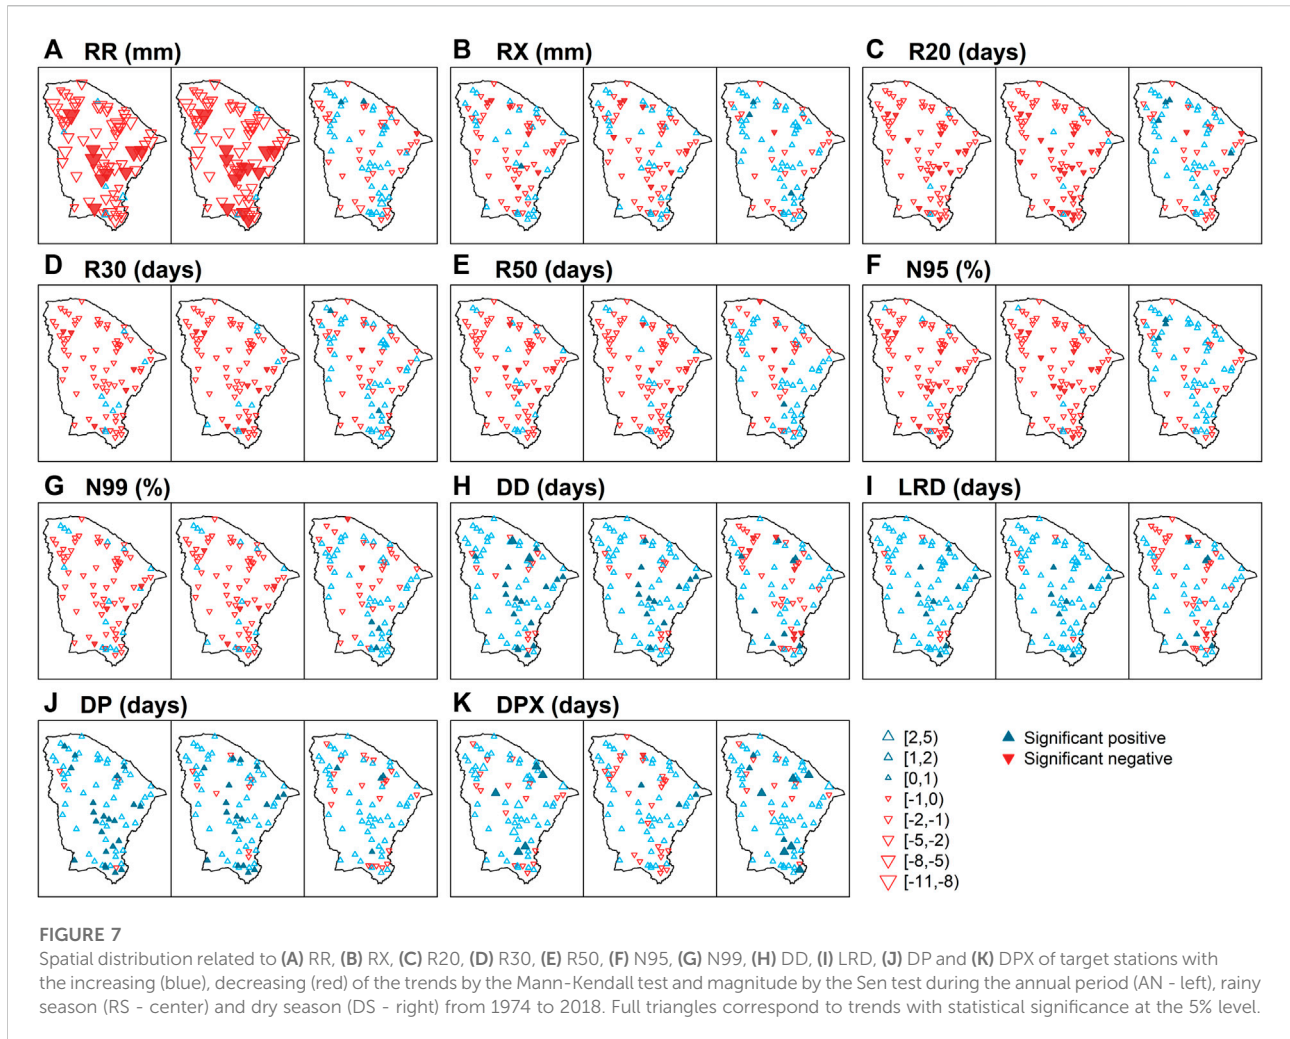 A RR (mm)
B RX (mm)
C R20 (days)
D R30 (days)
E R50 (days)
F N95 (%)
G N99 (%)
H DD (days)
I LRD (days)
J DP (days)
K DPX (days)
[2,5)
[1,2)
[0,1)
[-1,0)
[-2,-1)
[-5,-2)
[-8,-5)
[-11,-8)
Significant positive
Significant negative
FIGURE 7
Spatial distribution related to (A) RR, (B) RX, (C) R20, (D) R30, (E) R50, (F) N95, (G) N99, (H) DD, (I) LRD, (J) DP and (K) DPX of target stations with
the increasing (blue), decreasing (red) of the trends by the Mann-Kendall test and magnitude by the Sen test during the annual period (AN - left), rainy
season (RS - center) and dry season (DS - right) from 1974 to 2018. Full triangles correspond to trends with statistical significance at the 5% level.